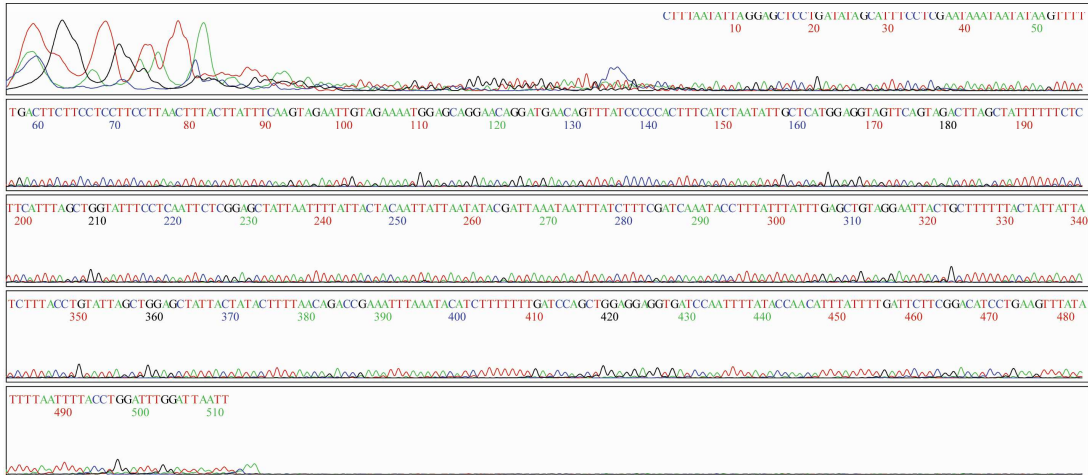 CTTTAATATTAGGAGCTCCTGATATAGCATTTCCTCGAATAAATAATATAAGTTTT
10 20 30 40 50
TGACTTCTTCCTCCTTCCTTAACTTTACTTATTTCAAGTAGAATTGTAGAAAATGGAGCAGGAACAGGATGAACAGTTTATCCCCCACTTTCATCTAATATTGCTCATGGAGGTAGTTCAGTAGACTTAGCTATTTTTTCTC
60 70 80 90 100 110 120 130 140 150 160 170 180 190
TTCATTTAGCTGGTATTTCCTCAATTCTCGGAGCTATTAATTTTATTACTACAATTATTAATATACGATTAAATAATTTATCTTTCGATCAAATACCTTTATTTATTTGAGCTGTAGGAATTACTGCTTTTTTACTATTATTA
200 210 220 230 240 250 260 270 280 290 300 310 320 330 340
TCTTTACCTGTATTAGCTGGAGCTATTACTATACTTTTAACAGACCGAAATTTAAATACATCTTTTTTTGATCCAGCTGGAGGAGGTGATCCAATTTTATACCAACATTTATTTTGATTCTTCGGACATCCTGAAGTTTATA
350 360 370 380 390 400 410 420 430 440 450 460 470 480
TTTTAATTTTACCTGGATTTGGATTAATT
490 500 510